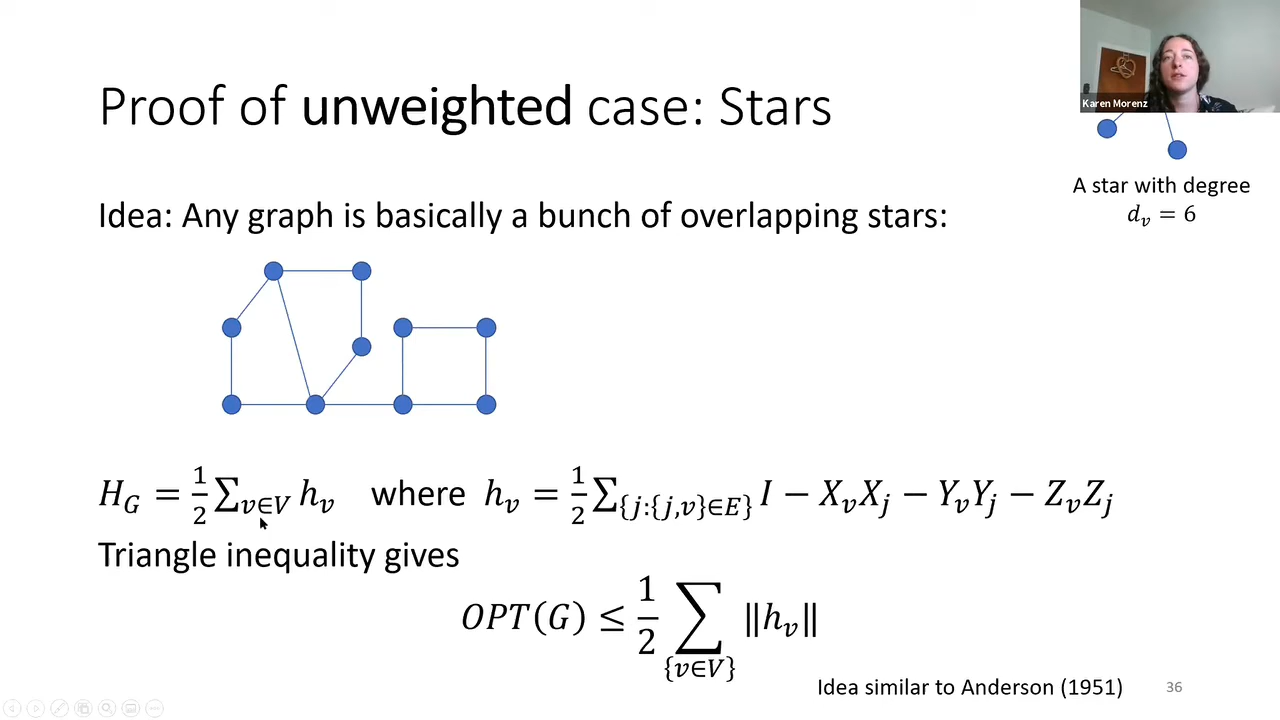 Proof of unweighted case: Stars
Karen Morenz
A star with degree
d_v = 6
Idea: Any graph is basically a bunch of overlapping stars:
H_G = 1/2 ∑_{v∈V} h_v where h_v = 1/2 ∑_{{j:{j,v}∈E}} I − X_vX_j − Y_vY_j − Z_vZ_j
Triangle inequality gives
OPT(G) ≤ 1/2 ∑_{{v∈V}} ‖h_v‖
Idea similar to Anderson (1951)
36